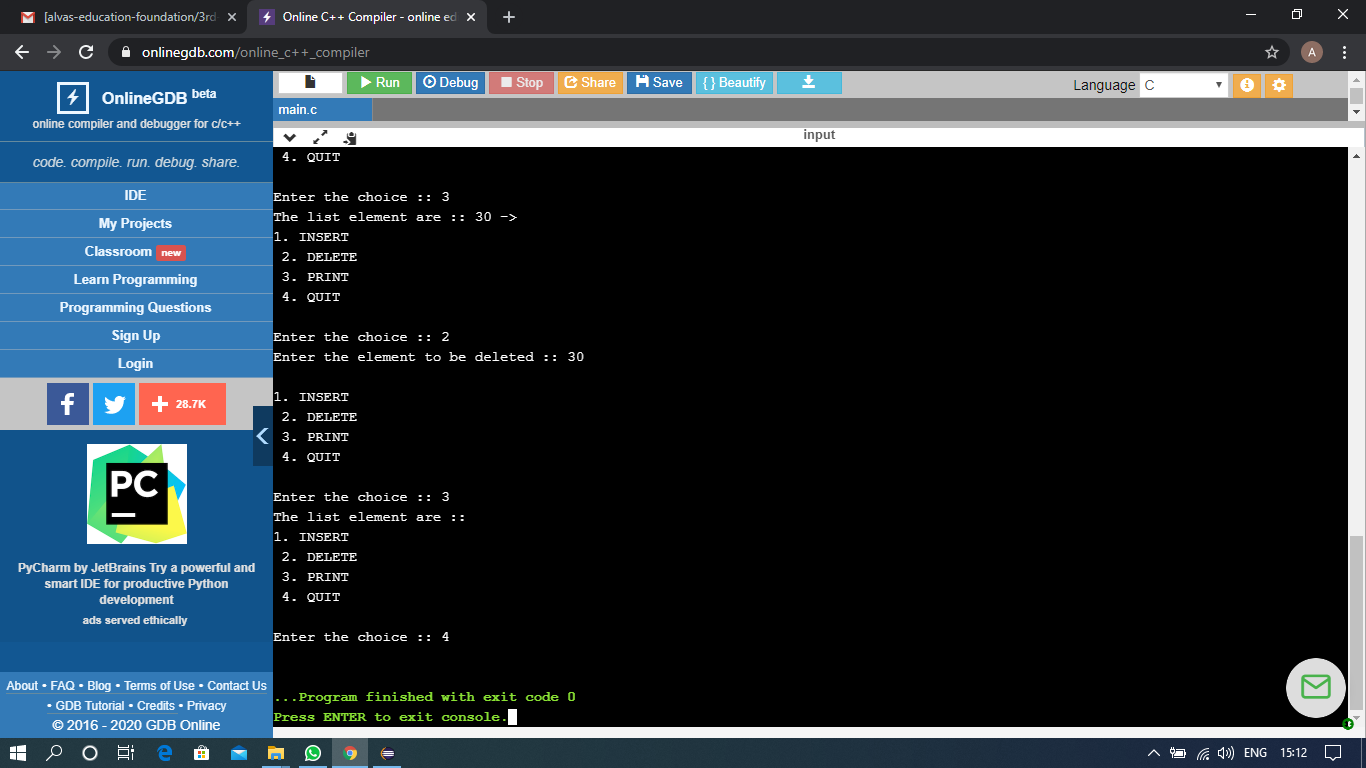 [alvas-education-foundation/3rd
Online C++ Compiler - online ed
onlinegdb.com/online_c++_compiler
A
OnlineGDB beta
online compiler and debugger for c/c++
code. compile. run. debug. share.
IDE
My Projects
Classroom new
Learn Programming
Programming Questions
Sign Up
Login
f
+ 28.7K
PC
PyCharm by JetBrains Try a powerful and
smart IDE for productive Python
development
ads served ethically
About • FAQ • Blog • Terms of Use • Contact Us
• GDB Tutorial • Credits • Privacy
© 2016 - 2020 GDB Online
Run Debug Stop Share Save { } Beautify
Language C
main.c
input
4. QUIT
Enter the choice :: 3
The list element are :: 30 ->
1. INSERT
2. DELETE
3. PRINT
4. QUIT
Enter the choice :: 2
Enter the element to be deleted :: 30
1. INSERT
2. DELETE
3. PRINT
4. QUIT
Enter the choice :: 3
The list element are ::
1. INSERT
2. DELETE
3. PRINT
4. QUIT
Enter the choice :: 4
...Program finished with exit code 0
Press ENTER to exit console.
ENG 15:12